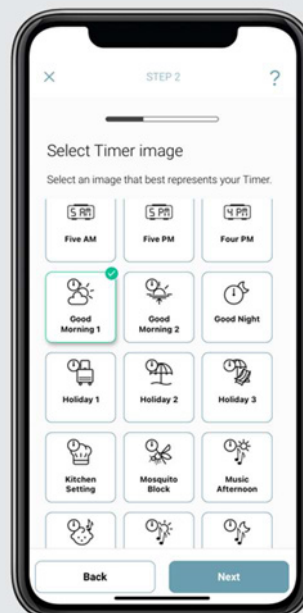 STEP 2
?
Select Timer image
Select an image that best represents your Timer.
5 AM
5 PM
4 PM
Five AM
Five PM
Four PM
Good
Morning 1
Good
Morning 2
Good Night
Holiday 1
Holiday 2
Holiday 3
Kitchen
Setting
Mosquito
Block
Music
Afternoon
Back
Next